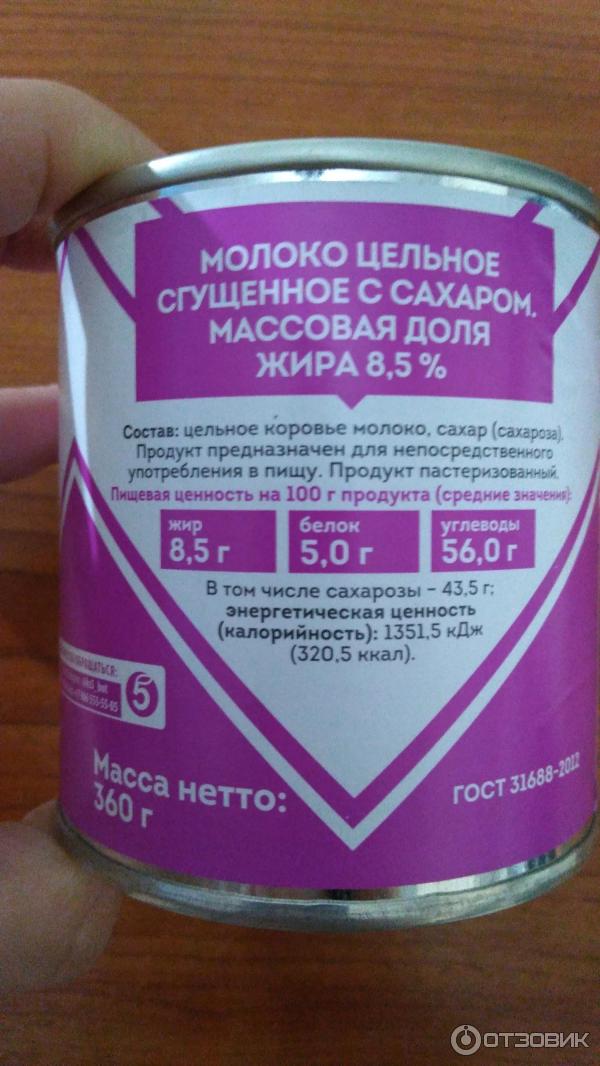 МОЛОКО ЦЕЛЬНОЕ
СГУЩЕННОЕ С САХАРОМ.
МАССОВАЯ ДОЛЯ
ЖИРА 8,5 %
Состав: цельное коровье молоко, сахар (сахароза).
Продукт предназначен для непосредственного
употребления в пищу. Продукт пастеризованный.
Пищевая ценность на 100 г продукта (средние значения):
жир
8,5 г
белок
5,0 г
углеводы
56,0 г
В том числе сахарозы – 43,5 г;
энергетическая ценность
(калорийность): 1351,5 кДж
(320,5 ккал).
ОБРАЩАТЬСЯ:
5
Масса нетто:
360 г
ГОСТ 31688-2012
ОТЗОВИК